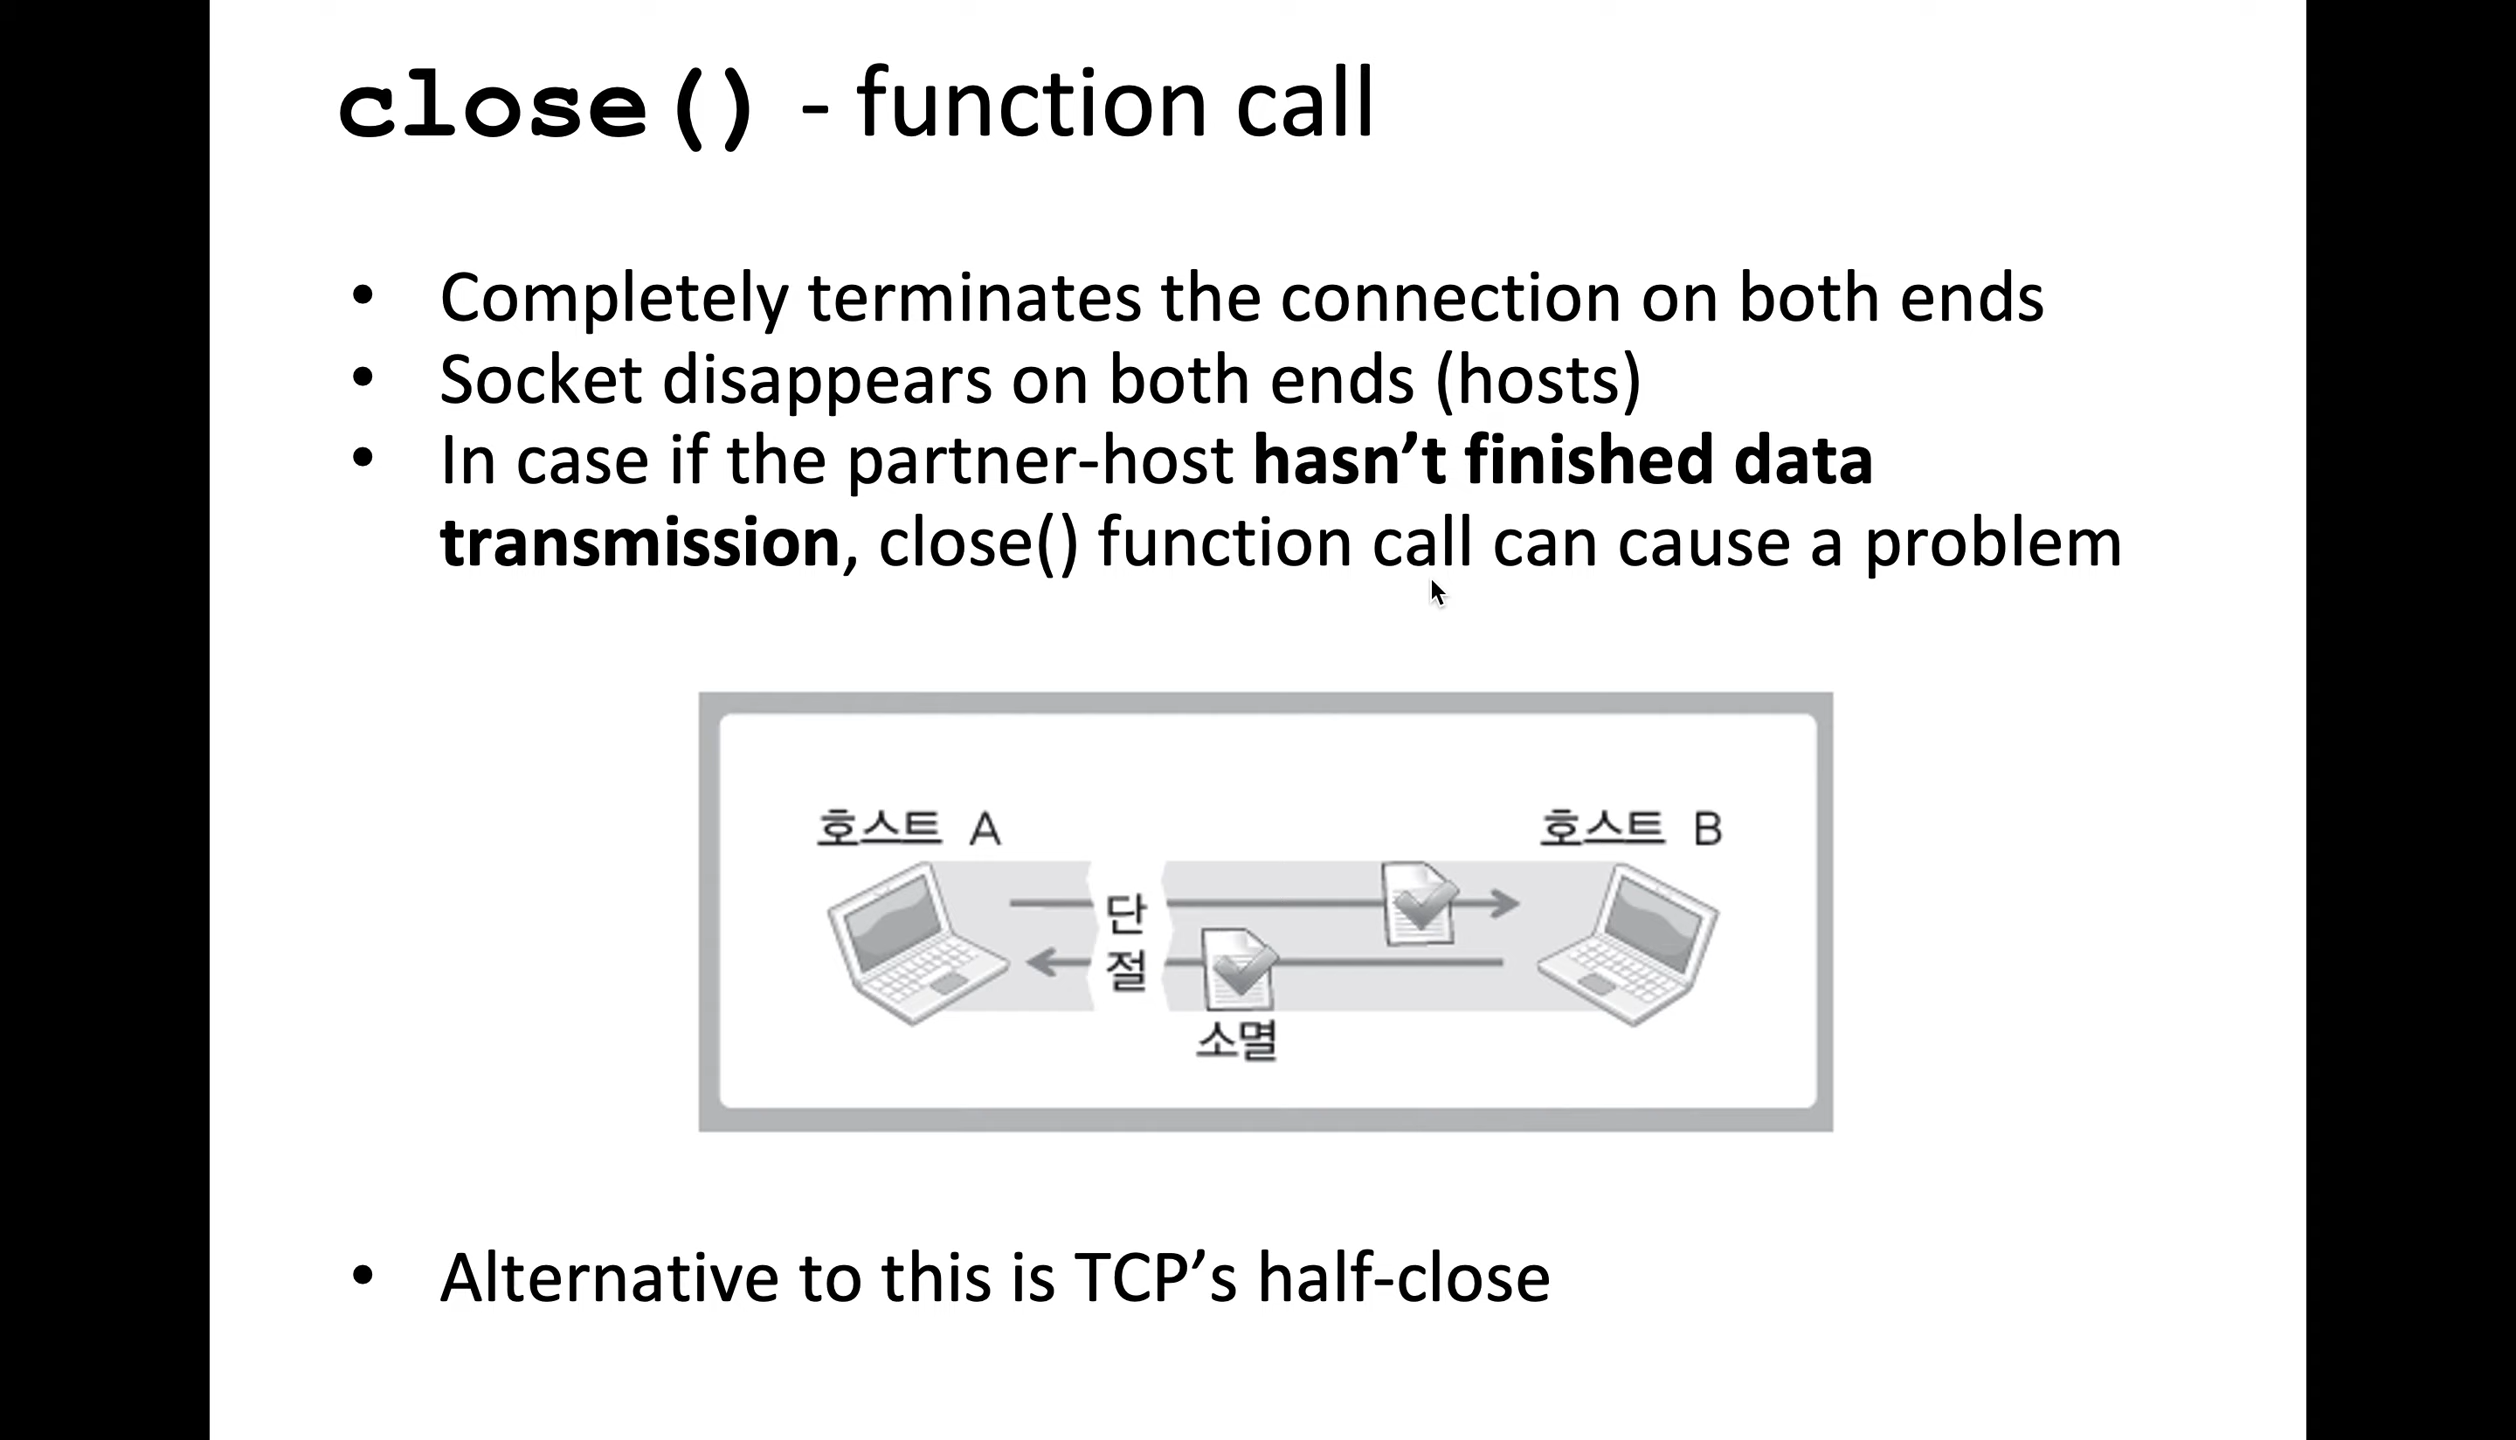 close() - function call
• Completely terminates the connection on both ends
• Socket disappears on both ends (hosts)
• In case if the partner-host hasn’t finished data
transmission, close() function call can cause a problem
호스트 A
호스트 B
단
절
소멸
• Alternative to this is TCP’s half-close